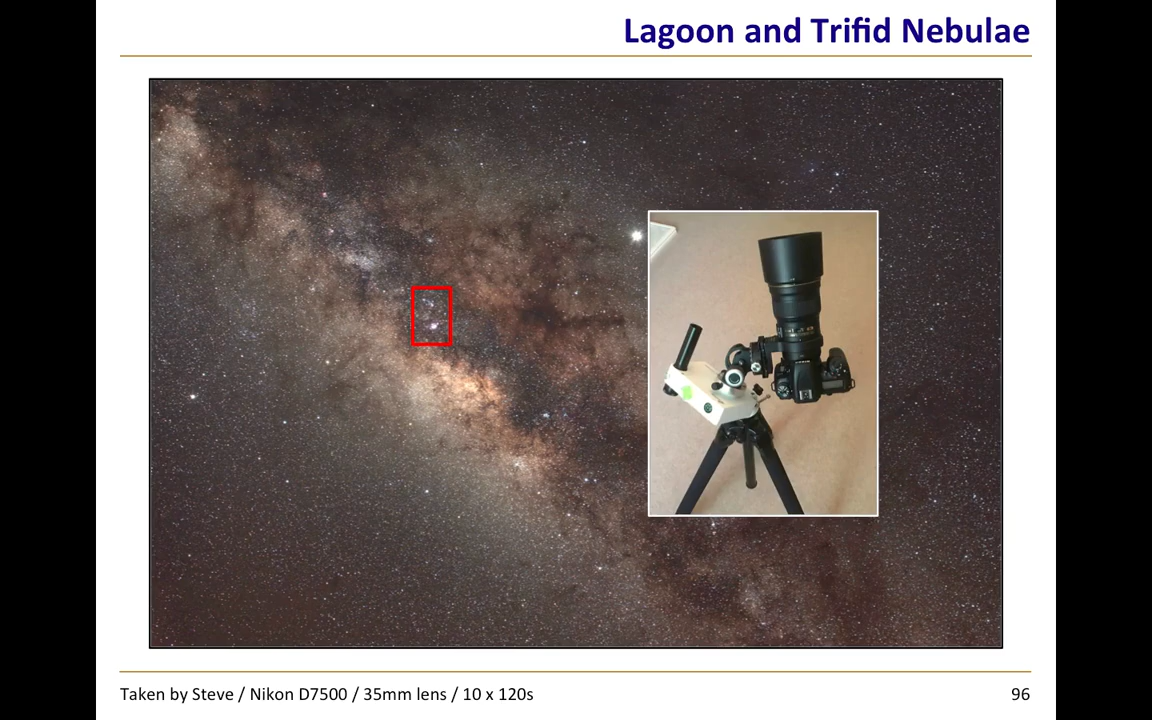 Lagoon and Trifid Nebulae
Taken by Steve / Nikon D7500 / 35mm lens / 10 x 120s
96